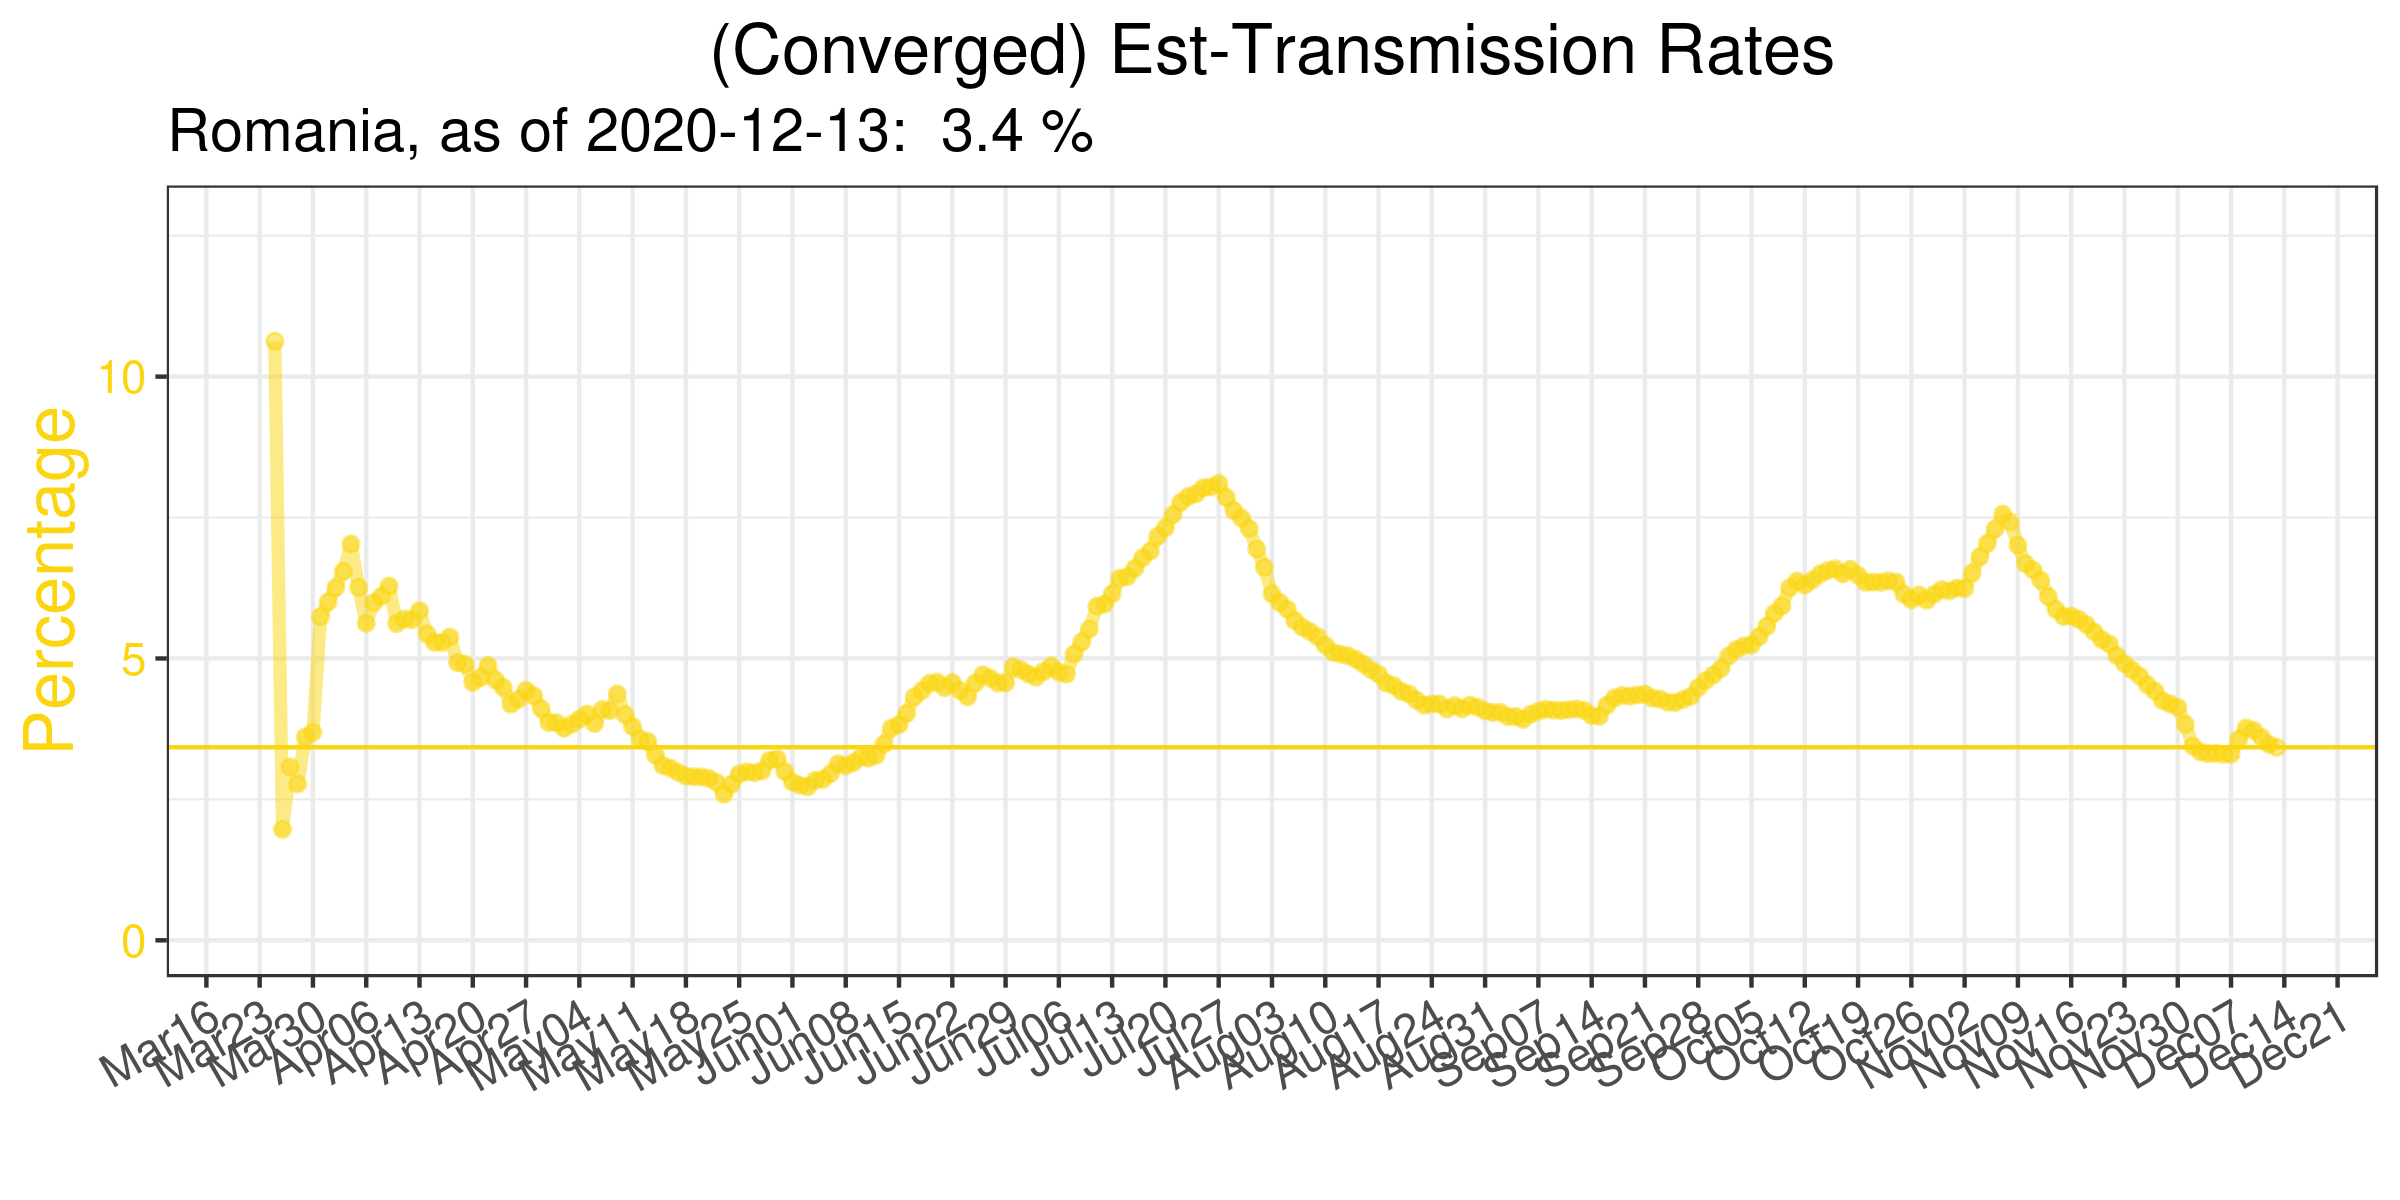 (Converged) Est-Transmission Rates
Romania, as of 2020-12-13:  3.4 %
Percentage
10
5
0
Mar16
Mar23
Mar30
Apr06
Apr13
Apr20
Apr27
May04
May11
May18
May25
Jun01
Jun08
Jun15
Jun22
Jun29
Jul06
Jul13
Jul20
Jul27
Aug03
Aug10
Aug17
Aug24
Aug31
Sep07
Sep14
Sep21
Sep28
Oct05
Oct12
Oct19
Oct26
Nov02
Nov09
Nov16
Nov23
Nov30
Dec07
Dec14
Dec21